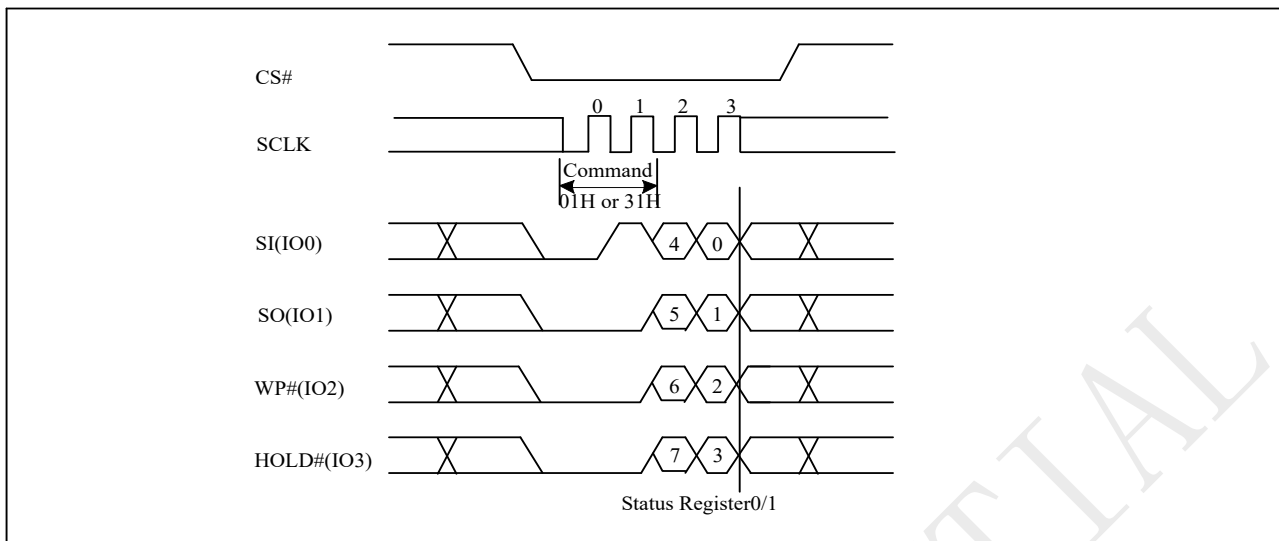 CS#
0 1 2 3
SCLK
Command
01H or 31H
SI(IO0) 4 0
SO(IO1) 5 1
WP#(IO2) 6 2
HOLD#(IO3) 7 3
Status Register0/1
TIAL